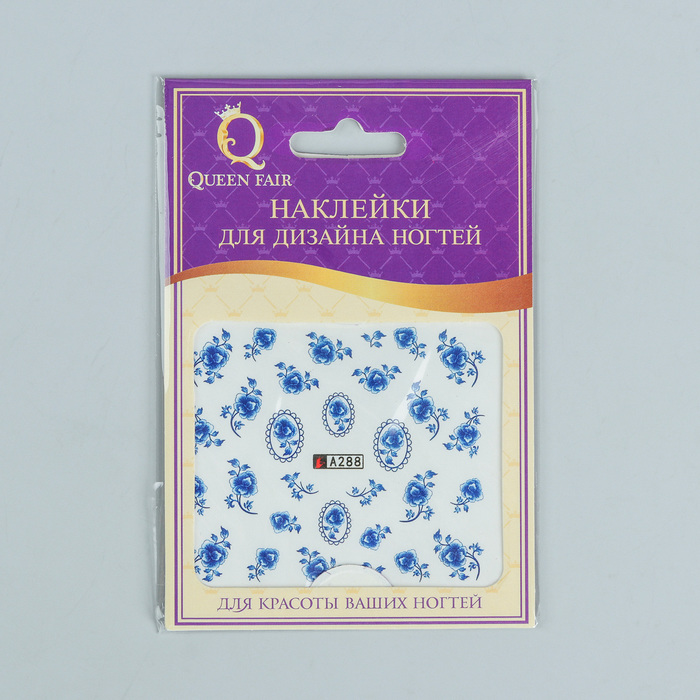 Q
QUEEN FAIR
НАКЛЕЙКИ
ДЛЯ ДИЗАЙНА НОГТЕЙ
A288
ДЛЯ КРАСОТЫ ВАШИХ НОГТЕЙ